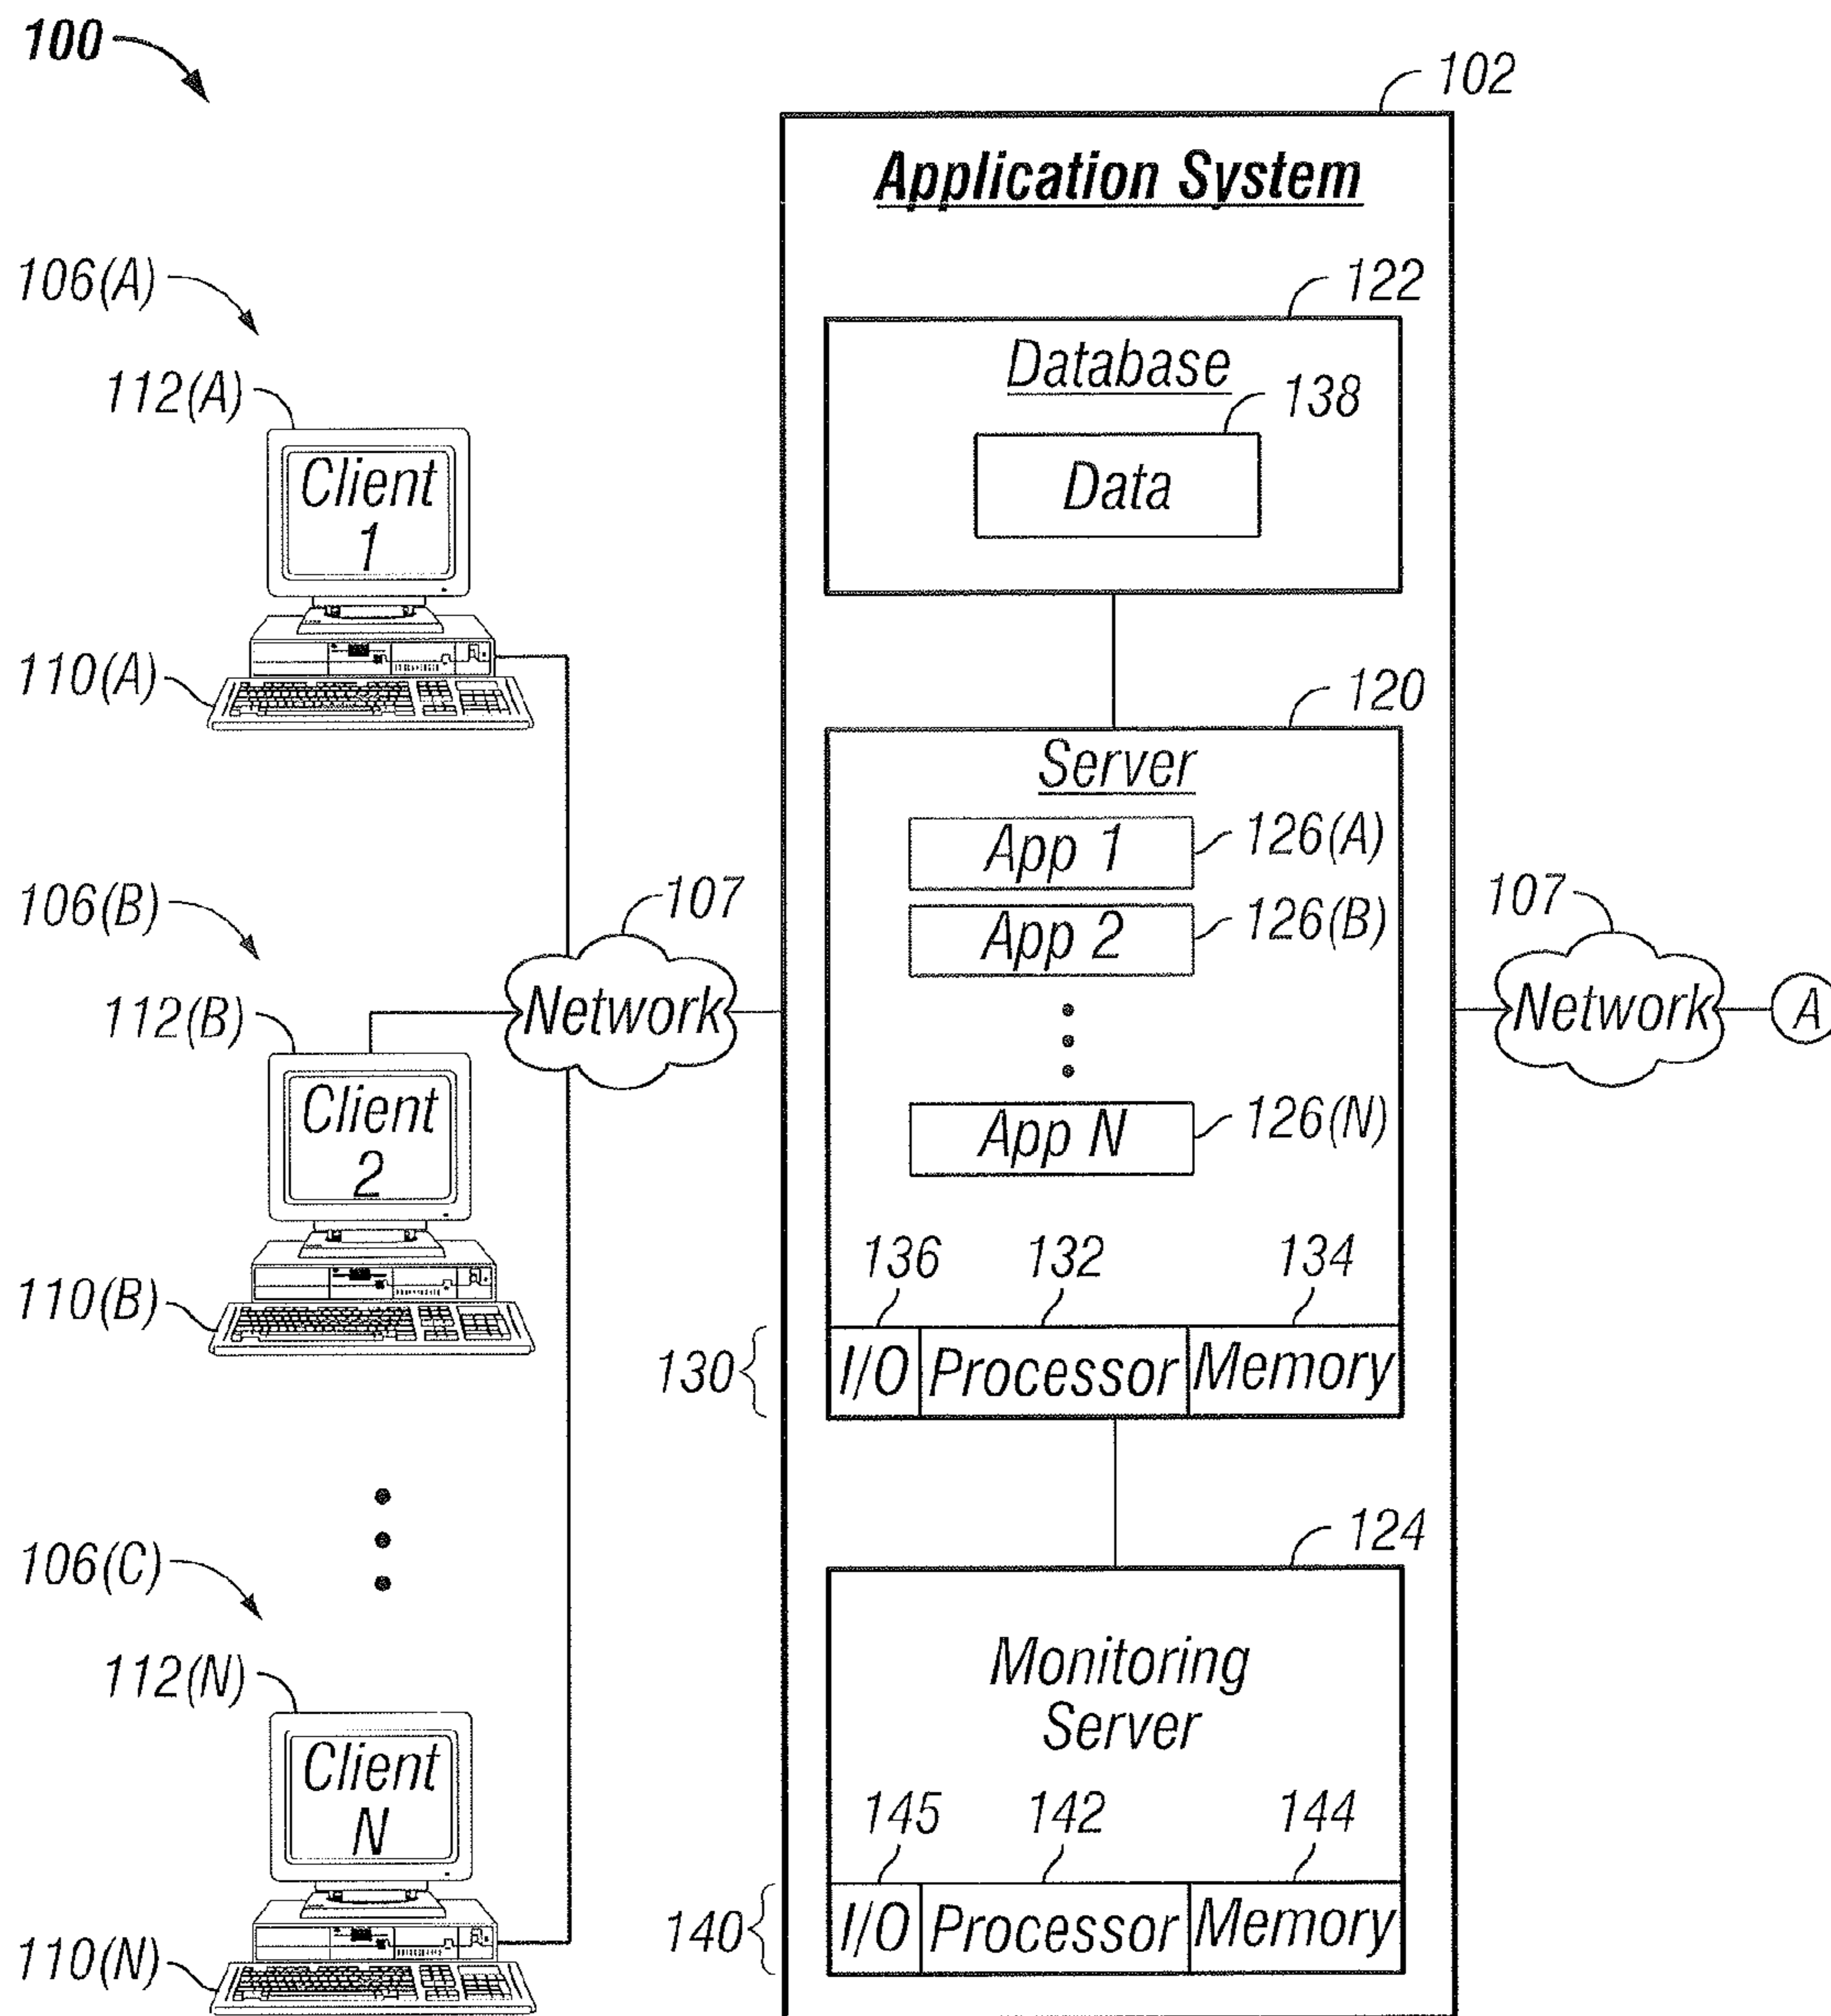 100
102
Application System
106(A)
122
Database
112(A)
138
Client
1
Data
110(A)
120
Server
App 1
126(A)
106(B)
107
App 2
126(B)
107
112(B)
Network
Network
A
Client
2
App N
126(N)
136
132
134
110(B)
130
I/O
Processor
Memory
106(C)
124
112(N)
Monitoring
Server
Client
N
145
142
144
110(N)
140
I/O
Processor
Memory